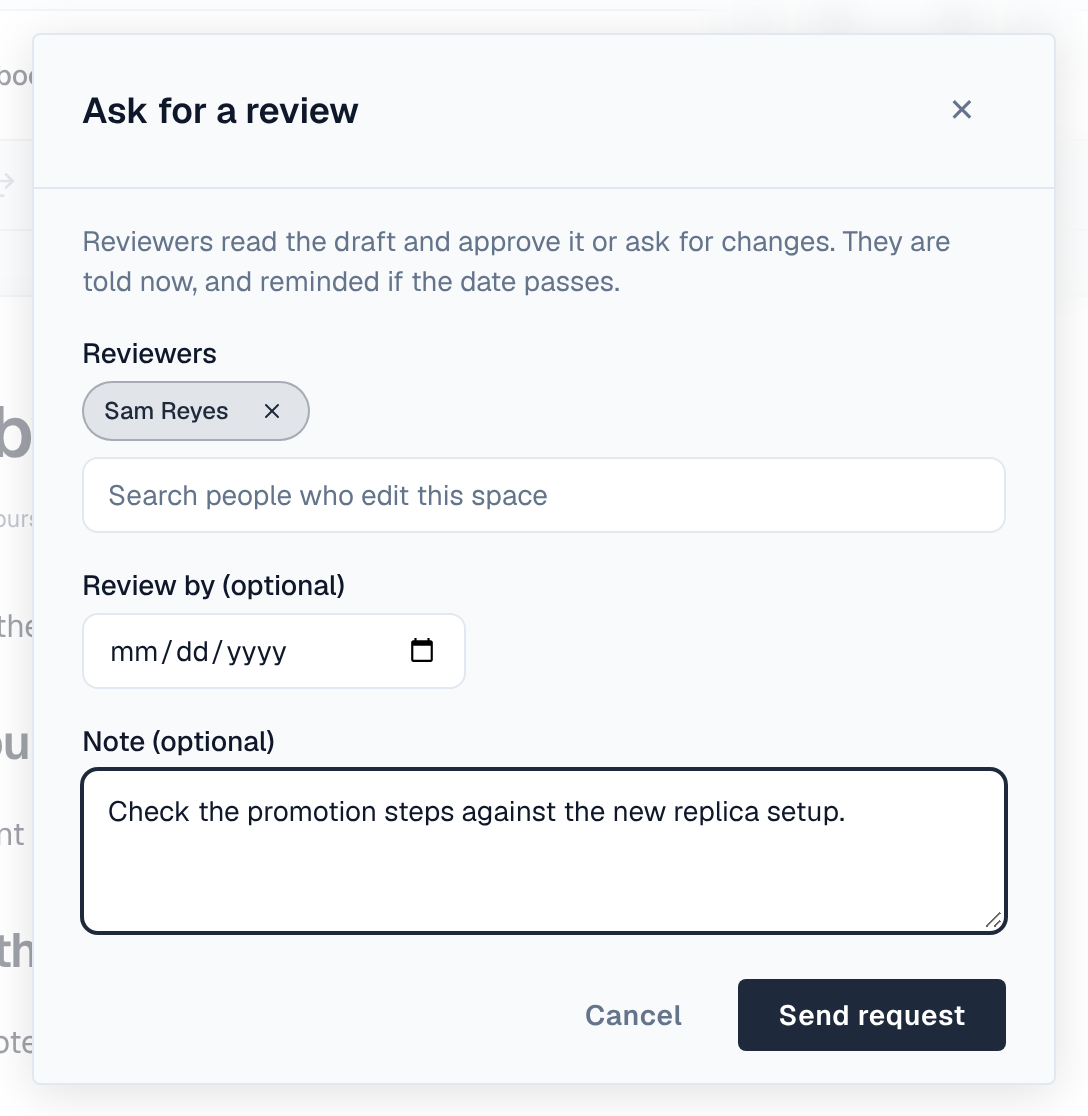 Ask for a review
Reviewers read the draft and approve it or ask for changes. They are
told now, and reminded if the date passes.
Reviewers
Sam Reyes
Search people who edit this space
Review by (optional)
mm/dd/yyyy
Note (optional)
Check the promotion steps against the new replica setup.
Cancel
Send request